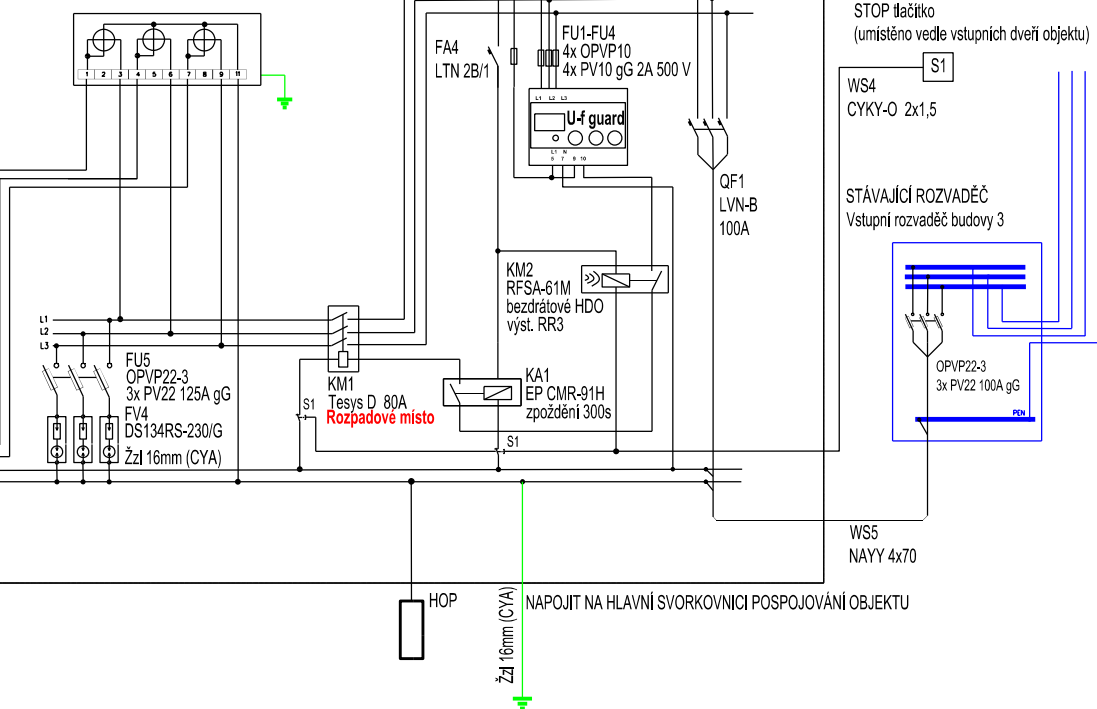 STOP tlačítko
(umístěno vedle vstupních dveří objektu)
S1
WS4
CYKY-O 2x1,5
1 2 3 4 5 6 7 8 9 11
FA4
LTN 2B/1
FU1-FU4
4x OPVP10
4x PV10 gG 2A 500 V
L1 L2 L3
U-f guard
L1 N
5 7 9 10
QF1
LVN-B
100A
STÁVAJÍCÍ ROZVADĚČ
Vstupní rozvaděč budovy 3
KM2
RFSA-61M
bezdrátové HDO
výst. RR3
L1
L2
L3
FU5
OPVP22-3
3x PV22 125A gG
FV4
DS134RS-230/G
Žzl 16mm (CYA)
KM1
Tesys D 80A
Rozpadové místo
S1
KA1
EP CMR-91H
zpoždění 300s
S1
OPVP22-3
3x PV22 100A gG
PEN
WS5
NAYY 4x70
HOP
Žzl 16mm (CYA)
NAPOJIT NA HLAVNÍ SVORKOVNICI POSPOJOVÁNÍ OBJEKTU